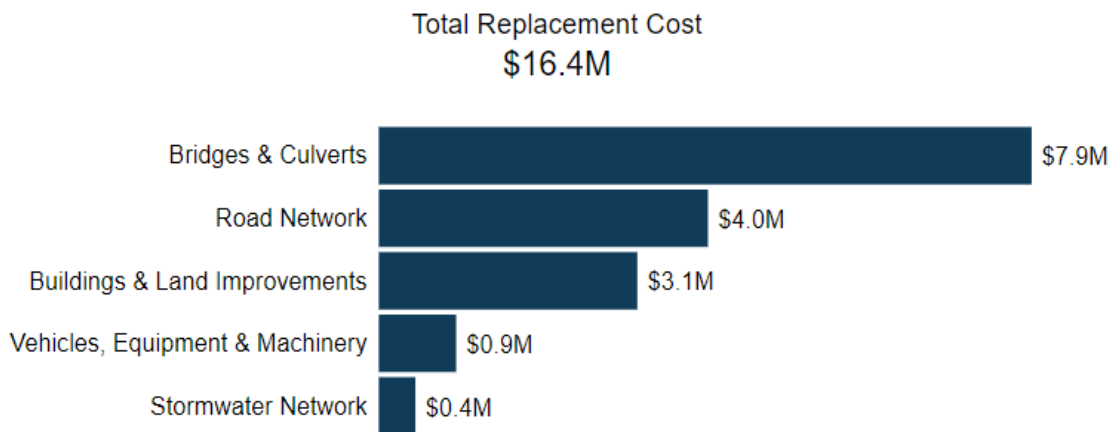 Total Replacement Cost
$16.4M
Bridges & Culverts $7.9M
Road Network $4.0M
Buildings & Land Improvements $3.1M
Vehicles, Equipment & Machinery $0.9M
Stormwater Network $0.4M